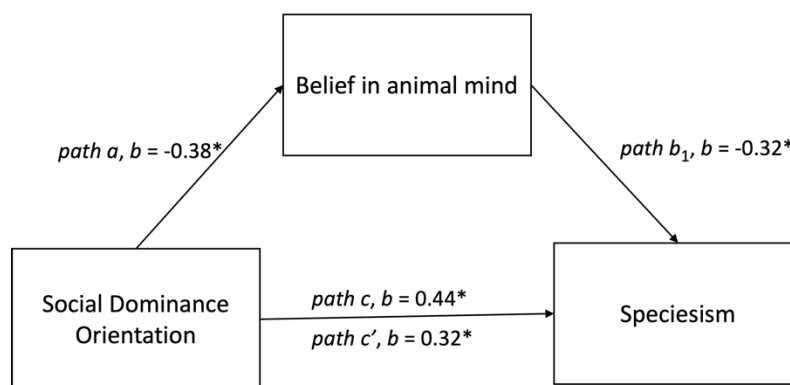 Belief in animal mind
path a, b = -0.38*
path b₁, b = -0.32*
Social Dominance
Orientation
path c, b = 0.44*
path c’, b = 0.32*
Speciesism